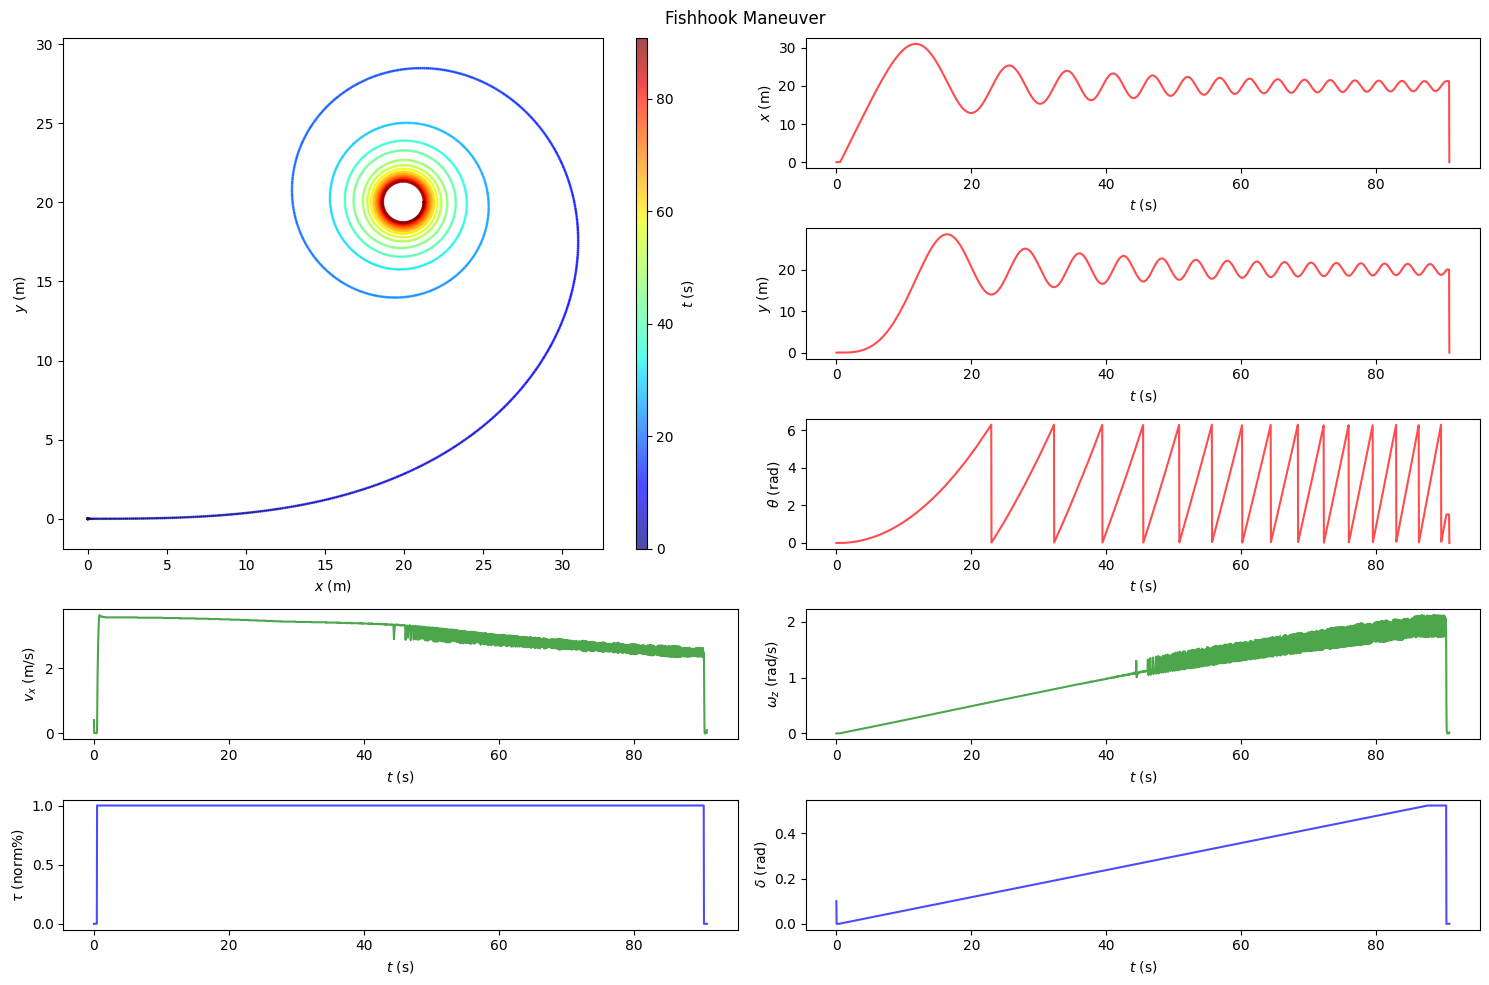 Fishhook Maneuver
30
25
20
15
10
5
0
y (m)
0 5 10 15 20 25 30
x (m)
80
60
40
20
0
t (s)
30
20
10
0
x (m)
0 20 40 60 80
t (s)
20
10
0
y (m)
0 20 40 60 80
t (s)
6
4
2
0
θ (rad)
0 20 40 60 80
t (s)
2
0
vₓ (m/s)
0 20 40 60 80
t (s)
2
1
0
ω_z (rad/s)
0 20 40 60 80
t (s)
1.0
0.5
0.0
τ (norm%)
0 20 40 60 80
t (s)
0.4
0.2
0.0
δ (rad)
0 20 40 60 80
t (s)